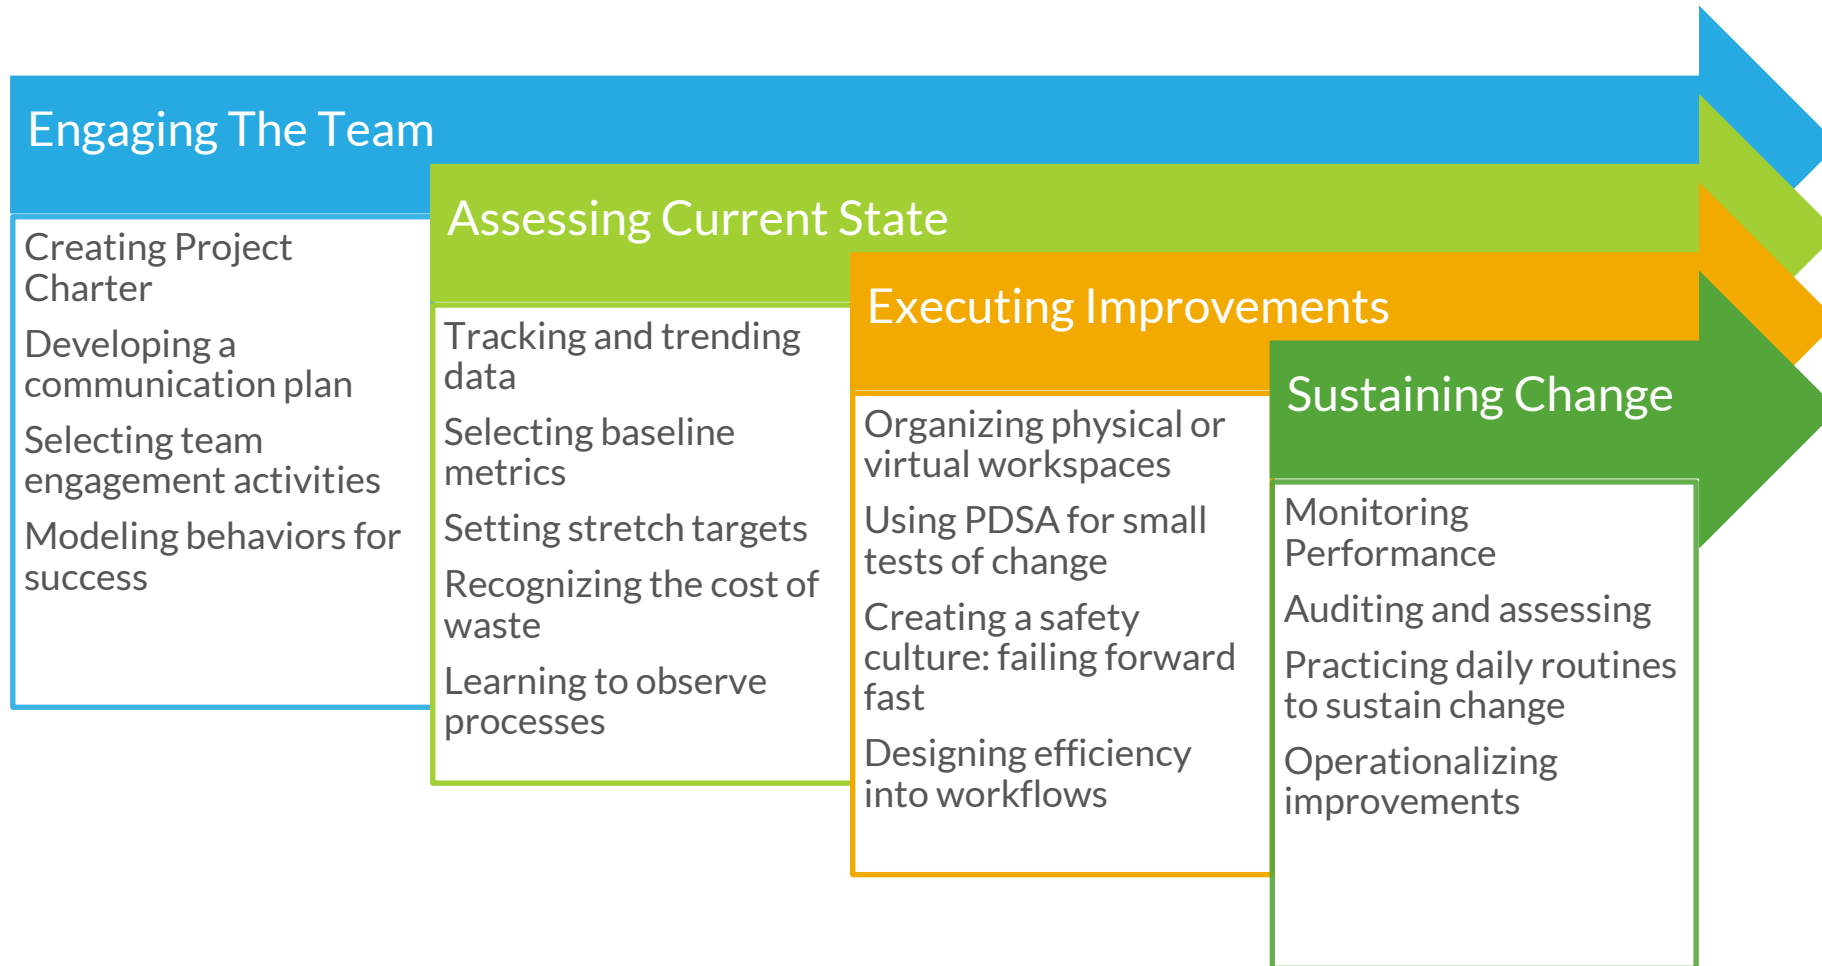 Engaging The Team
Creating Project
Charter
Developing a
communication plan
Selecting team
engagement activities
Modeling behaviors for
success
Assessing Current State
Tracking and trending
data
Selecting baseline
metrics
Setting stretch targets
Recognizing the cost of
waste
Learning to observe
processes
Executing Improvements
Organizing physical or
virtual workspaces
Using PDSA for small
tests of change
Creating a safety
culture: failing forward
fast
Designing efficiency
into workflows
Sustaining Change
Monitoring
Performance
Auditing and assessing
Practicing daily routines
to sustain change
Operationalizing
improvements